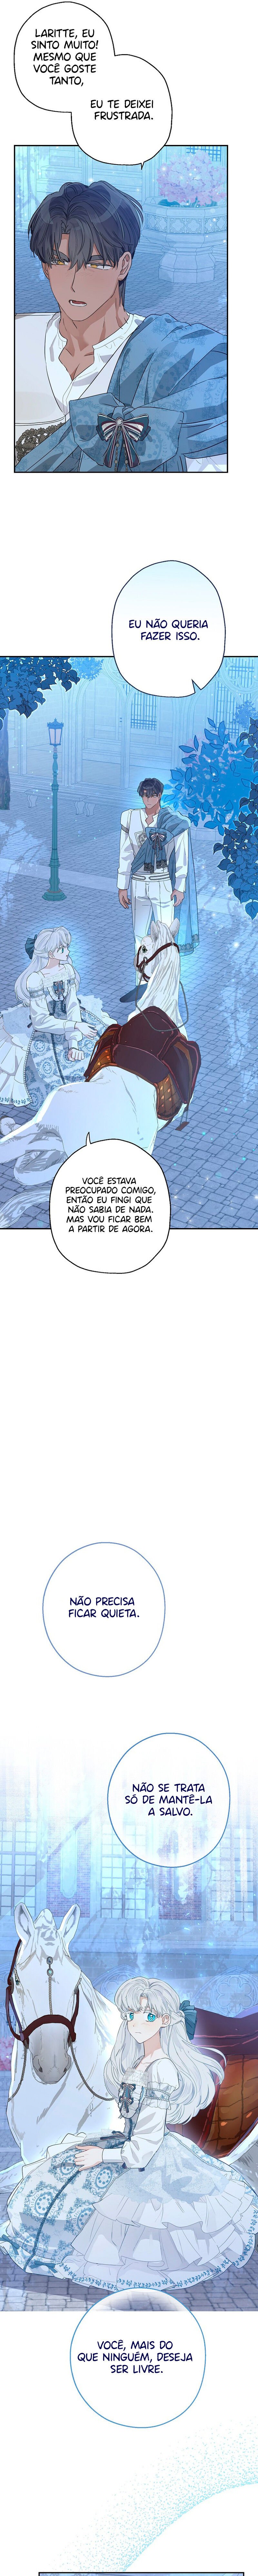 LARITTE, EU
SINTO MUITO!
MESMO QUE
VOCÊ GOSTE
TANTO,
EU TE DEIXEI
FRUSTRADA.
EU NÃO QUERIA
FAZER ISSO.
VOCÊ ESTAVA
PREOCUPADO COMIGO,
ENTÃO EU FINGI QUE
NÃO SABIA DE NADA.
MAS VOU FICAR BEM
A PARTIR DE AGORA.
NÃO PRECISA
FICAR QUIETA.
NÃO SE TRATA
SÓ DE MANTÊ-LA
A SALVO.
VOCÊ, MAIS DO
QUE NINGUÉM, DESEJA
SER LIVRE.